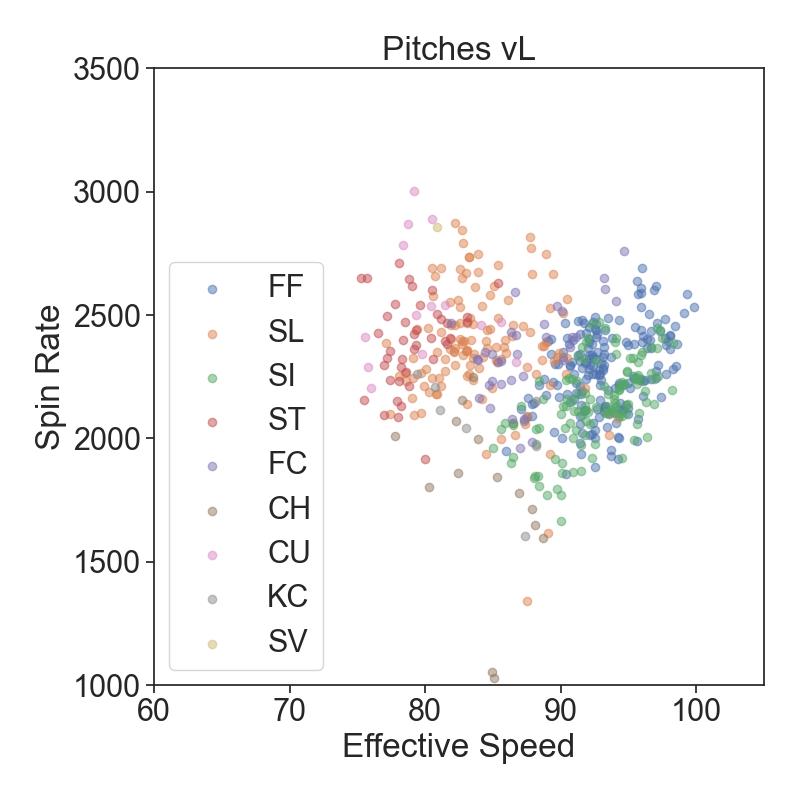 Pitches vL
3500
3000
2500
2000
1500
1000
Spin Rate
FF
SL
SI
ST
FC
CH
CU
KC
SV
60 70 80 90 100
Effective Speed